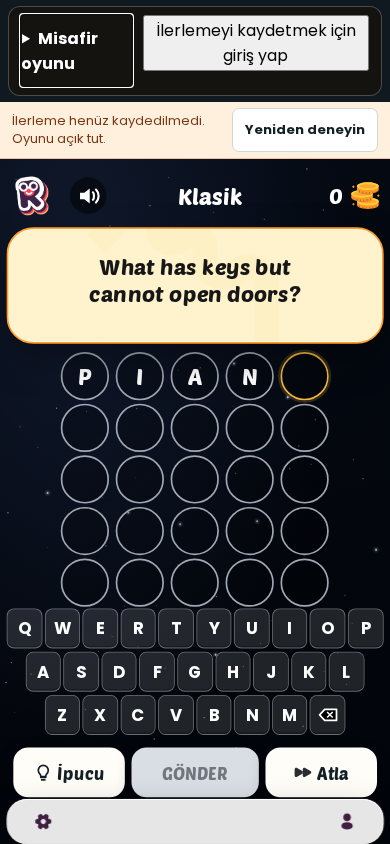 ▶ Misafir
oyunu
İlerlemeyi kaydetmek için
giriş yap
İlerleme henüz kaydedilmedi.
Oyunu açık tut.
Yeniden deneyin
R
Klasik
0
What has keys but
cannot open doors?
P I A N
Q W E R T Y U I O P
A S D F G H J K L
Z X C V B N M
İpucu
GÖNDER
Atla